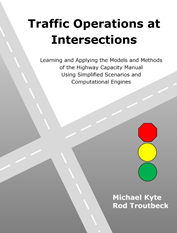 Traffic Operations at
Intersections
Learning and Applying the Models and Methods
of the Highway Capacity Manual
Using Simplified Scenarios and
Computational Engines
Michael Kyte
Rod Troutbeck